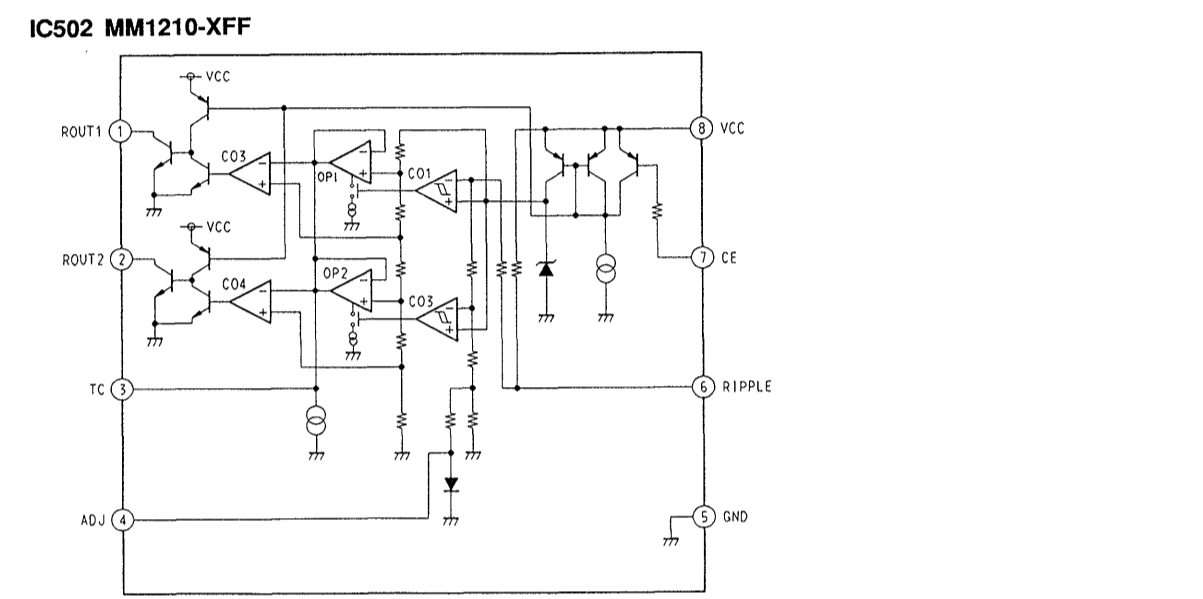 IC502 MM1210-XFF
VCC
ROUT1 1
8 VCC
CO3
OP1
CO1
VCC
ROUT2 2
7 CE
OP2
CO4
CO3
TC 3
6 RIPPLE
ADJ 4
5 GND